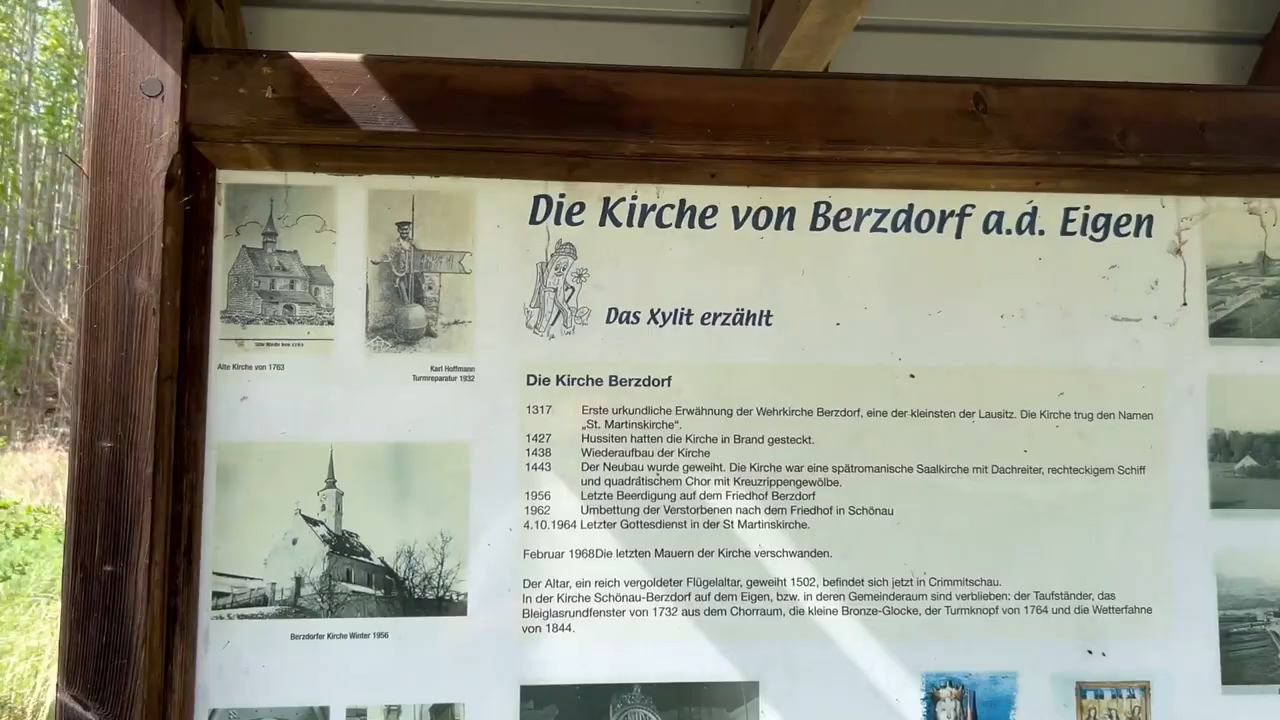 Die Kirche von Berzdorf a.d. Eigen
Das Xylit erzählt
Alte Kirche von 1763
Karl Hoffmann
Turmreparatur 1932
Berzdorfer Kirche Winter 1956
Die Kirche Berzdorf
1317 Erste urkundliche Erwähnung der Wehrkirche Berzdorf, eine der kleinsten der Lausitz. Die Kirche trug den Namen
„St. Martinskirche“.
1427 Hussiten hatten die Kirche in Brand gesteckt.
1438 Wiederaufbau der Kirche
1443 Der Neubau wurde geweiht. Die Kirche war eine spätromanische Saalkirche mit Dachreiter, rechteckigem Schiff
und quadratischem Chor mit Kreuzrippengewölbe.
1956 Letzte Beerdigung auf dem Friedhof Berzdorf
1962 Umbettung der Verstorbenen nach dem Friedhof in Schönau
4.10.1964 Letzter Gottesdienst in der St Martinskirche.
Februar 1968Die letzten Mauern der Kirche verschwanden.
Der Altar, ein reich vergoldeter Flügelaltar, geweiht 1502, befindet sich jetzt in Crimmitschau.
In der Kirche Schönau-Berzdorf auf dem Eigen, bzw. in deren Gemeinderaum sind verblieben: der Taufständer, das
Bleiglasrundfenster von 1732 aus dem Chorraum, die kleine Bronze-Glocke, der Turmknopf von 1764 und die Wetterfahne
von 1844.